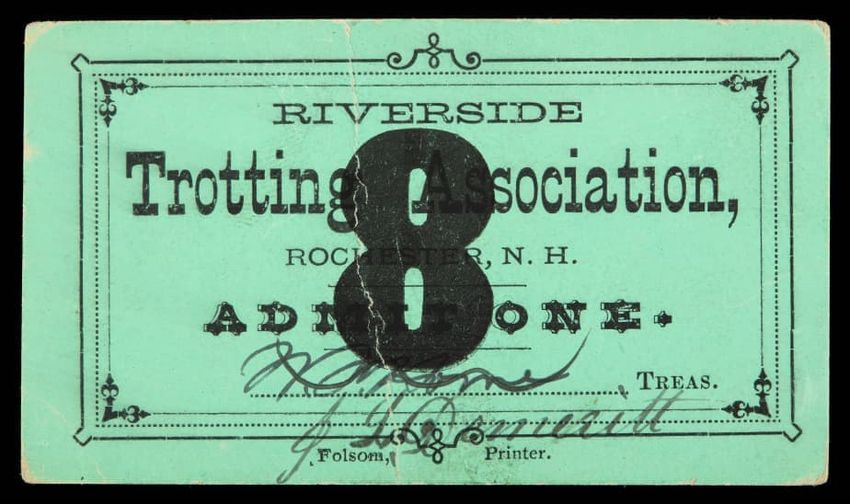 RIVERSIDE
Trotting Association,
8
ROCHESTER, N. H.
ADMIT ONE.
TREAS.
Folsom, Printer.